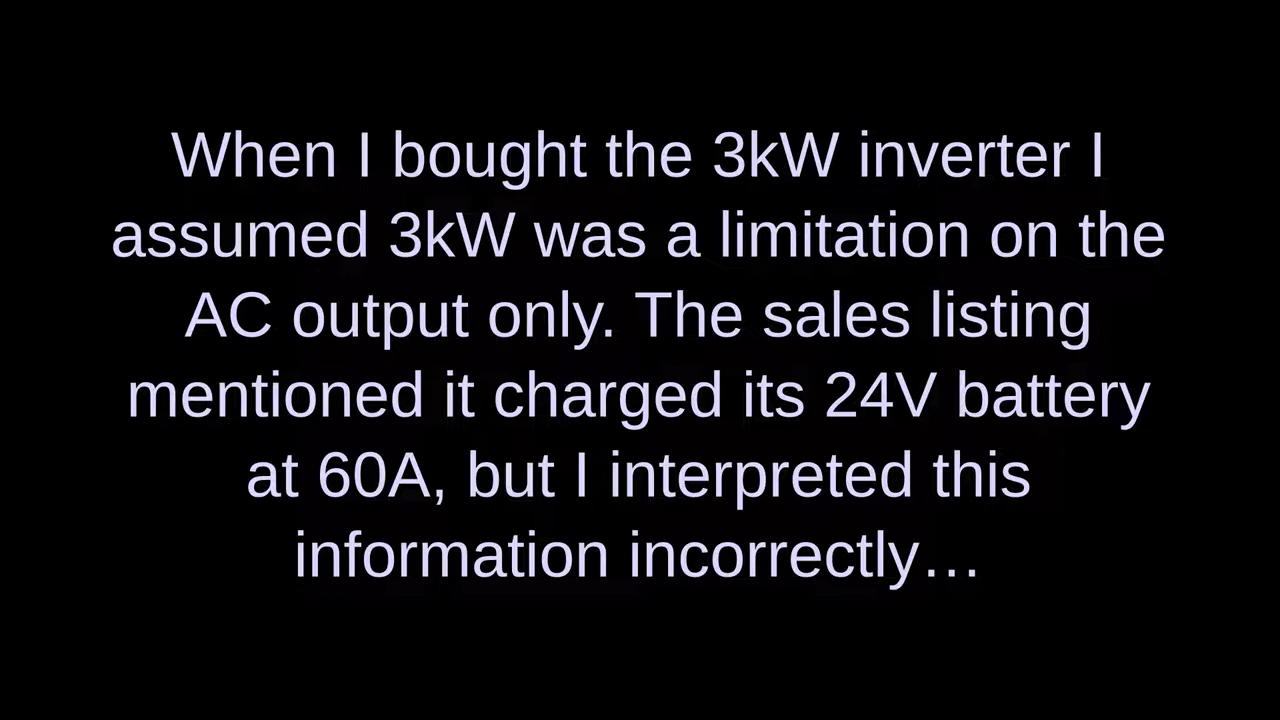 When I bought the 3kW inverter I
assumed 3kW was a limitation on the
AC output only. The sales listing
mentioned it charged its 24V battery
at 60A, but I interpreted this
information incorrectly…